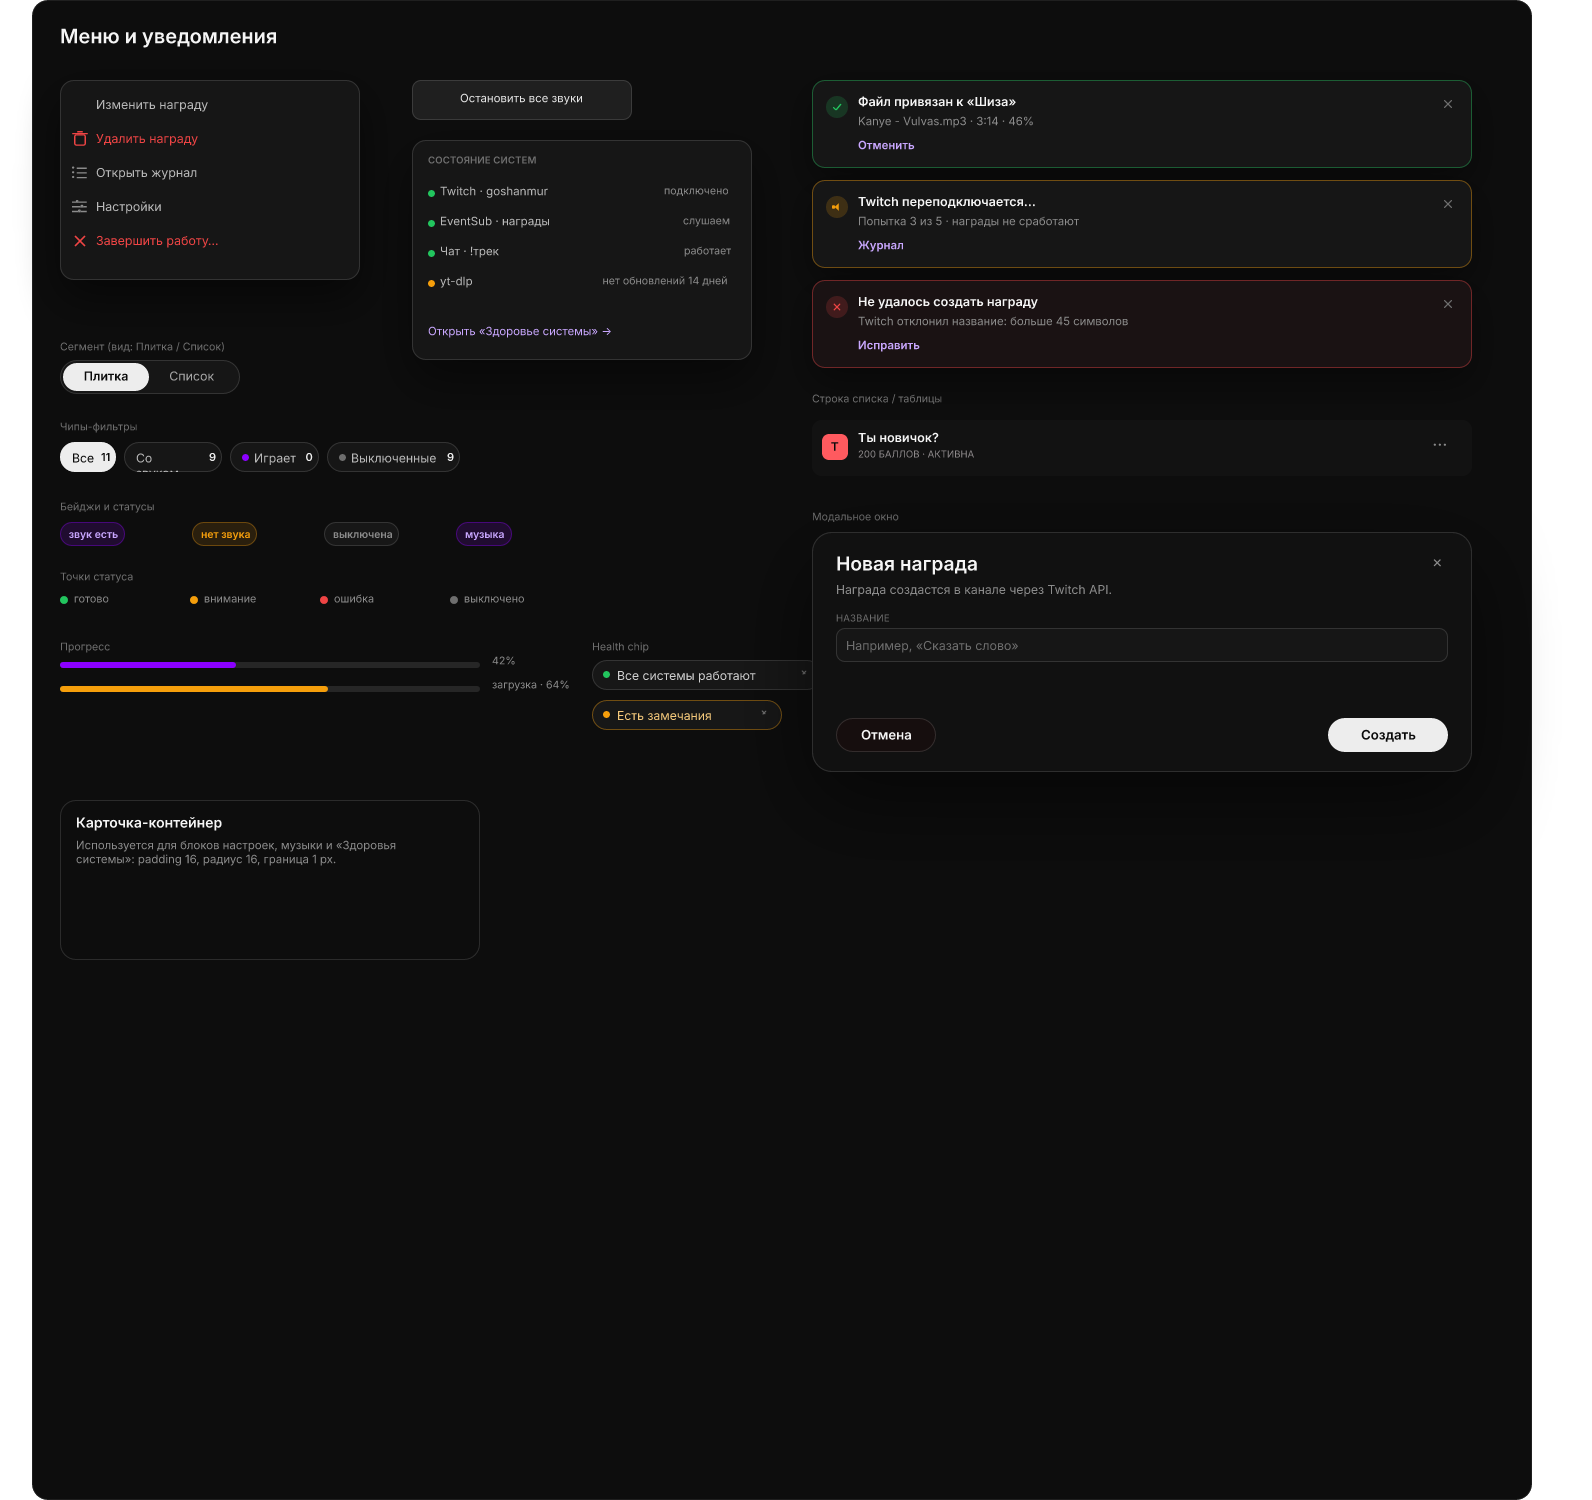 Меню и уведомления
Изменить награду
Удалить награду
Открыть журнал
Настройки
Завершить работу...
Остановить все звуки
СОСТОЯНИЕ СИСТЕМ
Twitch · goshanmur подключено
EventSub · награды слушаем
Чат · !трек работает
yt-dlp нет обновлений 14 дней
Открыть «Здоровье системы» →
Файл привязан к «Шиза»
Kanye - Vulvas.mp3 · 3:14 · 46%
Отменить
Twitch переподключается...
Попытка 3 из 5 · награды не сработают
Журнал
Не удалось создать награду
Twitch отклонил название: больше 45 символов
Исправить
Сегмент (вид: Плитка / Список)
Плитка Список
Чипы-фильтры
Все 11 Со 9 Играет 0 Выключенные 9
Бейджи и статусы
звук есть нет звука выключена музыка
Точки статуса
готово внимание ошибка выключено
Прогресс
42%
загрузка · 64%
Health chip
Все системы работают
Есть замечания
Строка списка / таблицы
Т Ты новичок?
200 БАЛЛОВ · АКТИВНА
Модальное окно
Новая награда
Награда создастся в канале через Twitch API.
НАЗВАНИЕ
Например, «Сказать слово»
Отмена Создать
Карточка-контейнер
Используется для блоков настроек, музыки и «Здоровья
системы»: padding 16, радиус 16, граница 1 px.